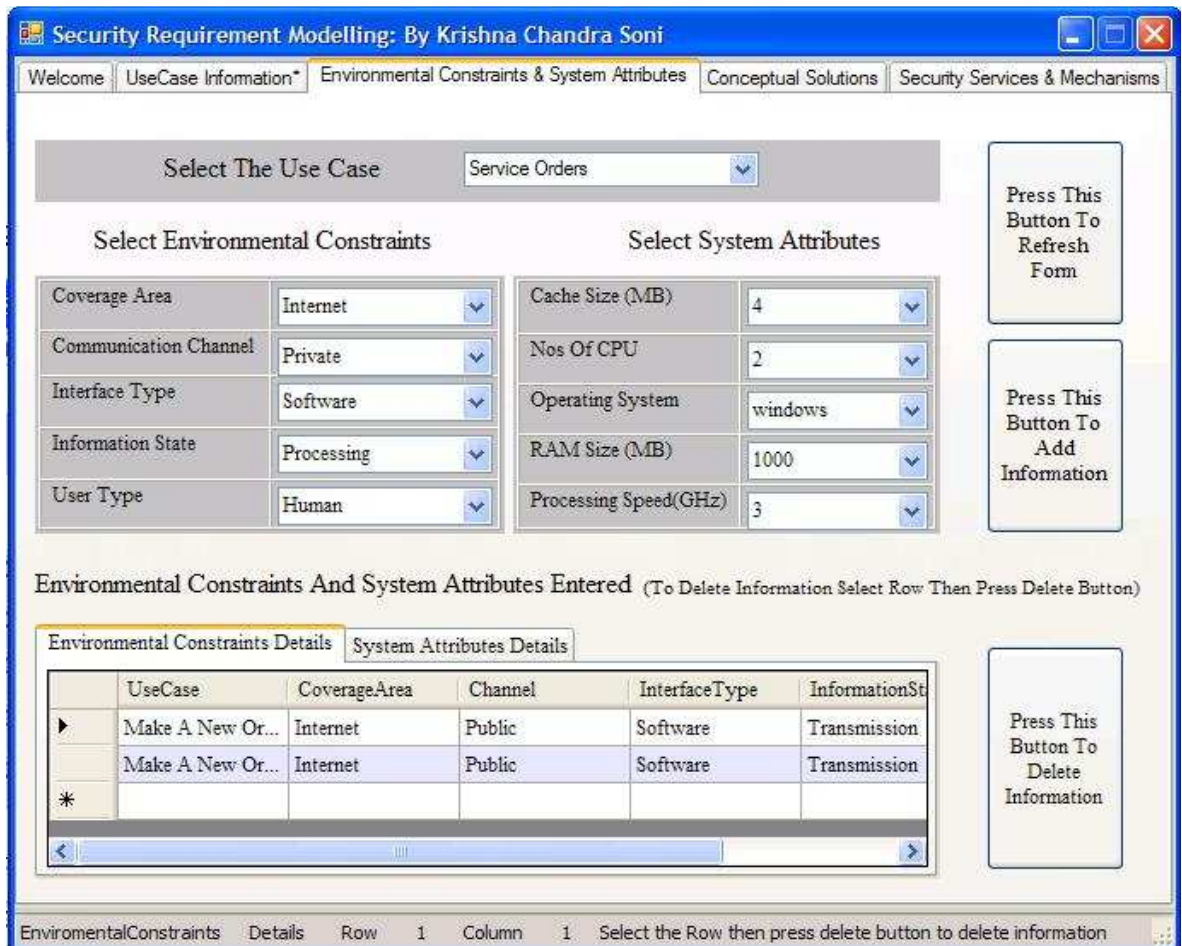 Security Requirement Modelling: By Krishna Chandra Soni
Welcome UseCase Information* Environmental Constraints & System Attributes Conceptual Solutions Security Services & Mechanisms
Select The Use Case Service Orders
Press This
Button To
Refresh
Form
Select Environmental Constraints Select System Attributes
Coverage Area Internet Cache Size (MB) 4
Communication Channel Private Nos Of CPU 2
Interface Type Software Operating System windows
Information State Processing RAM Size (MB) 1000
User Type Human Processing Speed(GHz) 3
Press This
Button To
Add
Information
Environmental Constraints And System Attributes Entered (To Delete Information Select Row Then Press Delete Button)
Environmental Constraints Details System Attributes Details
UseCase CoverageArea Channel InterfaceType InformationSta
Make A New Or... Internet Public Software Transmission
Make A New Or... Internet Public Software Transmission
Press This
Button To
Delete
Information
EnviromentalConstraints Details Row 1 Column 1 Select the Row then press delete button to delete information